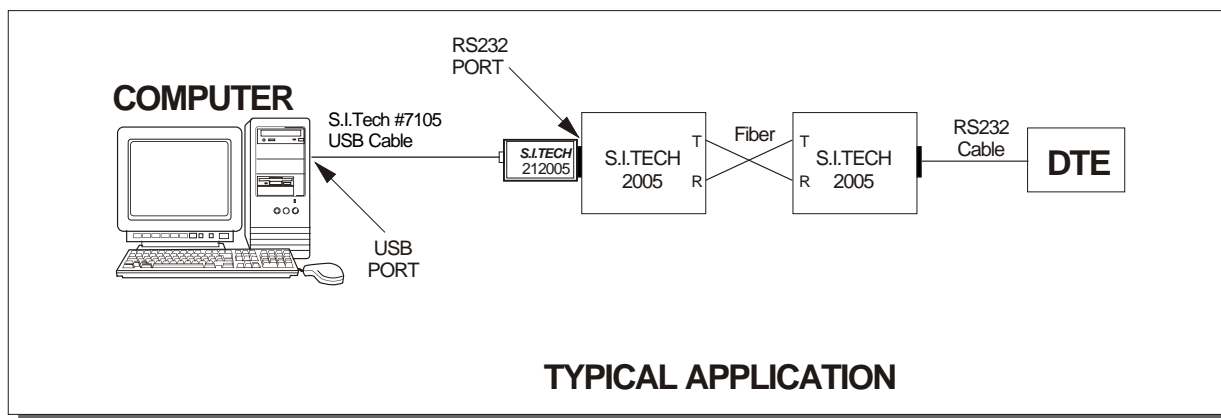 RS232
PORT
COMPUTER
S.I.Tech #7105
USB Cable
S.I.TECH
212005
S.I.TECH
2005
T
R
Fiber
T
R
S.I.TECH
2005
RS232
Cable
DTE
USB
PORT
TYPICAL APPLICATION